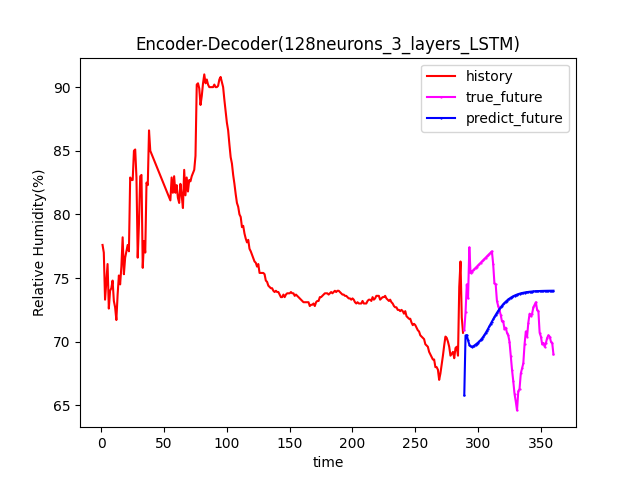 Encoder-Decoder(128neurons_3_layers_LSTM)
history
true_future
predict_future
Relative Humidity(%)
90
85
80
75
70
65
0 50 100 150 200 250 300 350
time